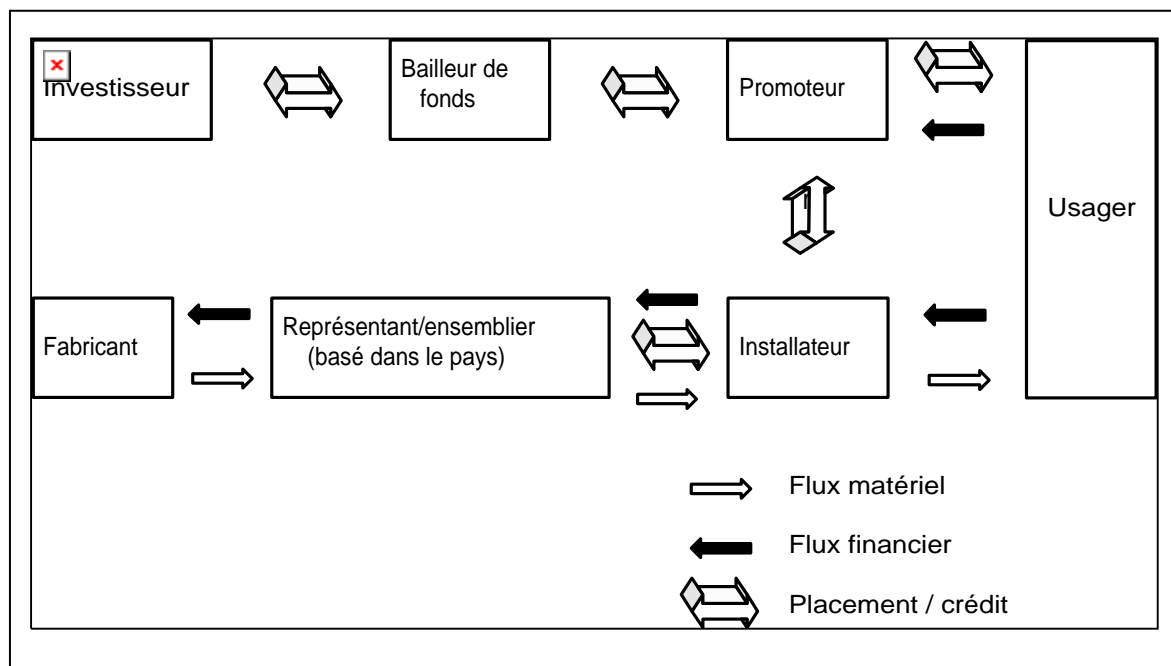 Investisseur
Bailleur de
fonds
Promoteur
Usager
Fabricant
Représentant/ensemblier
(basé dans le pays)
Installateur
Flux matériel
Flux financier
Placement / crédit